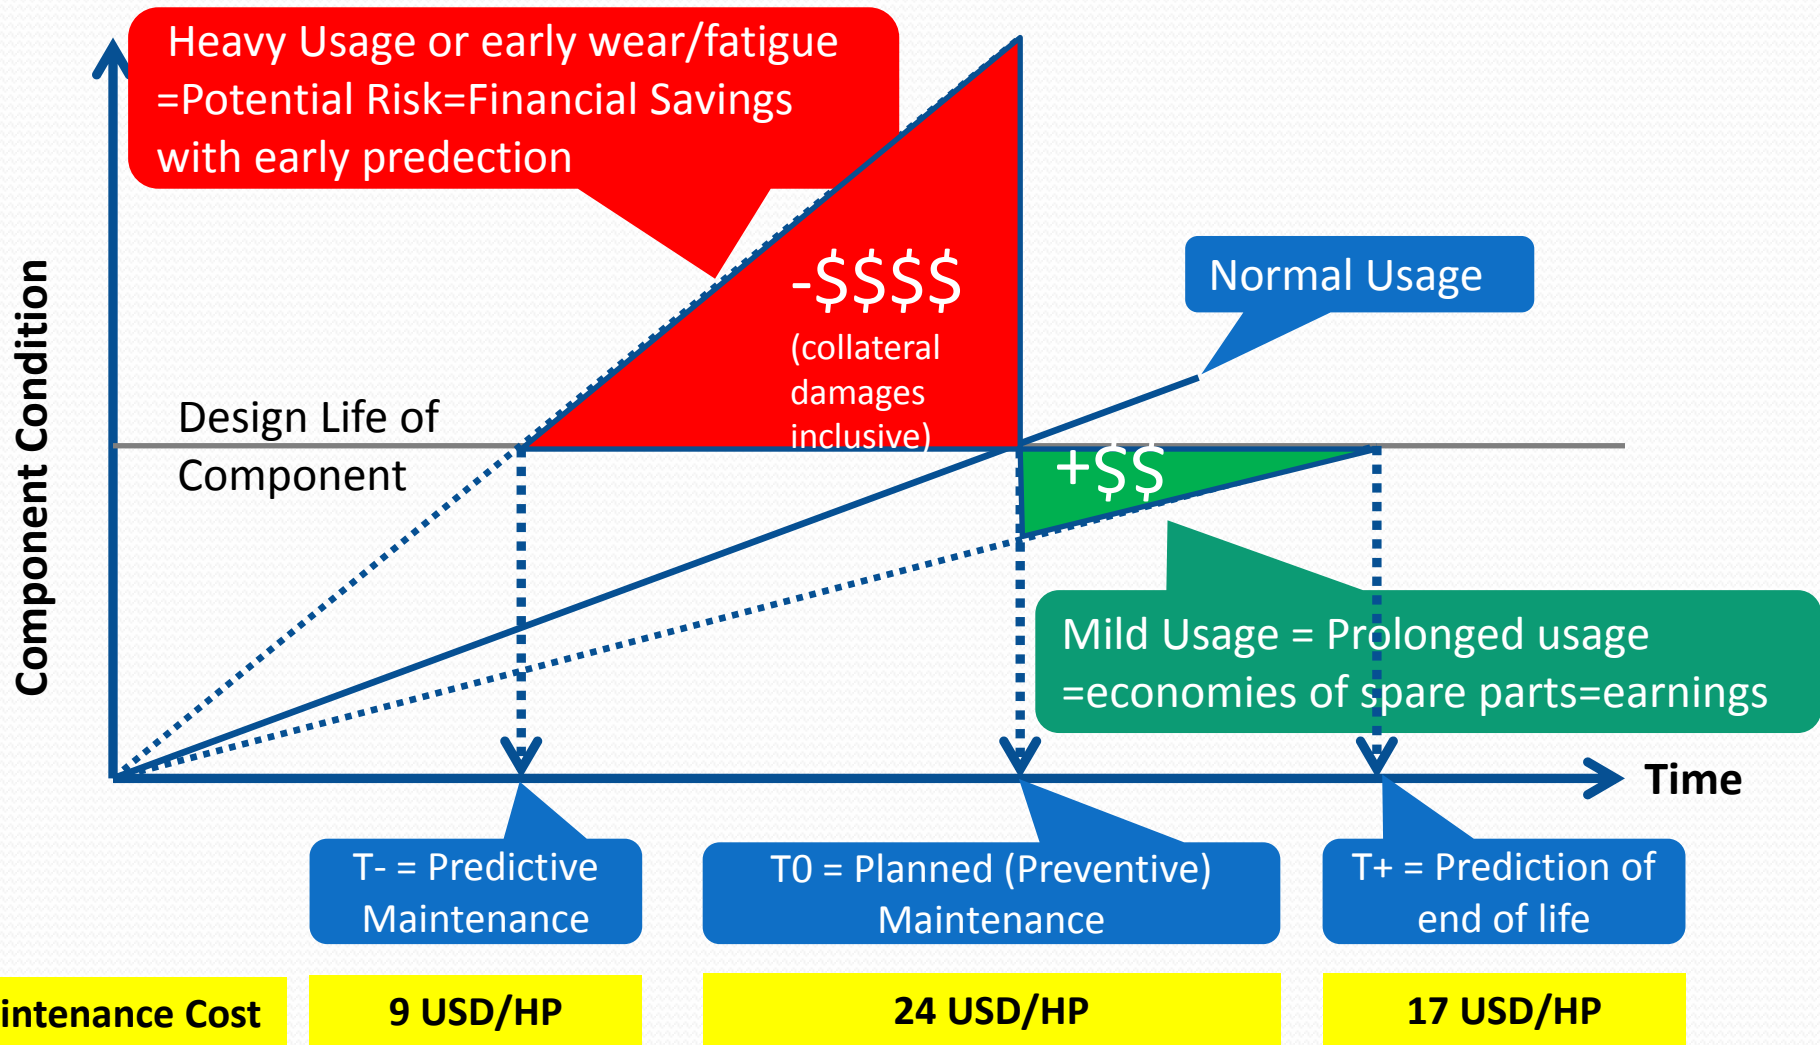 Heavy Usage or early wear/fatigue
=Potential Risk=Financial Savings
with early predection
-$$$$
(collateral
damages
inclusive)
Normal Usage
Component Condition
Design Life of
Component
+$$
Mild Usage = Prolonged usage
=economies of spare parts=earnings
Time
T- = Predictive
Maintenance
T0 = Planned (Preventive)
Maintenance
T+ = Prediction of
end of life
intenance Cost
9 USD/HP
24 USD/HP
17 USD/HP